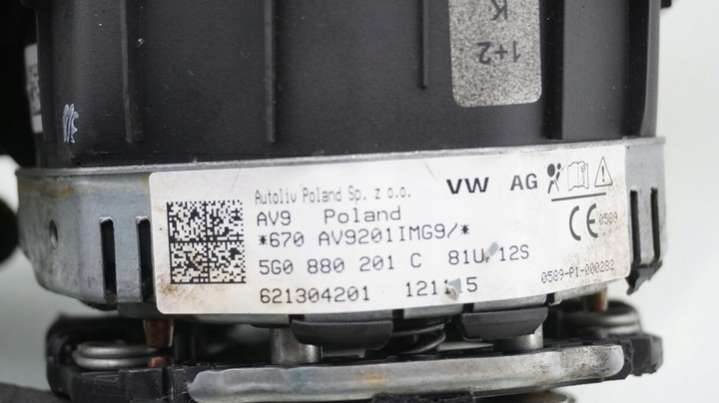 1+2
K
Autoliv Poland Sp. z o.o.
VW AG
AV9 Poland
*670 AV9201IMG9/*
CE 0589
5G0 880 201 C 81U 12S
0589-P1-000282
621304201